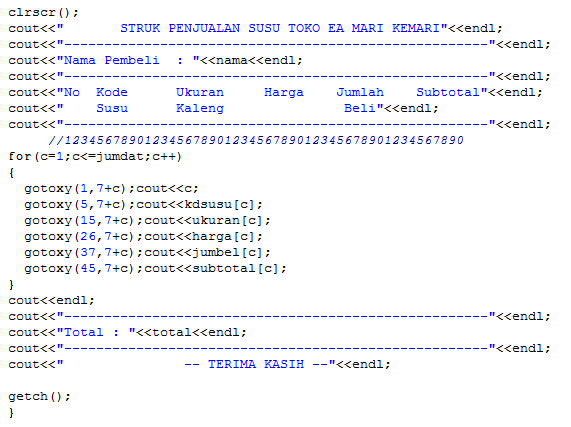 clrscr();
cout<<"       STRUK PENJUALAN SUSU TOKO EA MARI KEMARI"<<endl;
cout<<"-----------------------------------------------------"<<endl;
cout<<"Nama Pembeli  : "<<nama<<endl;
cout<<"-----------------------------------------------------"<<endl;
cout<<"No  Kode      Ukuran     Harga    Jumlah    Subtotal"<<endl;
cout<<"    Susu      Kaleng               Beli"<<endl;
cout<<"-----------------------------------------------------"<<endl;
     //12345678901234567890123456789012345678901234567890
for(c=1;c<=jumdat;c++)
{
  gotoxy(1,7+c);cout<<c;
  gotoxy(5,7+c);cout<<kdsusu[c];
  gotoxy(15,7+c);cout<<ukuran[c];
  gotoxy(26,7+c);cout<<harga[c];
  gotoxy(37,7+c);cout<<jumbel[c];
  gotoxy(45,7+c);cout<<subtotal[c];
}
cout<<endl;
cout<<"-----------------------------------------------------"<<endl;
cout<<"Total : "<<total<<endl;
cout<<"-----------------------------------------------------"<<endl;
cout<<"               -- TERIMA KASIH --"<<endl;

getch();
}